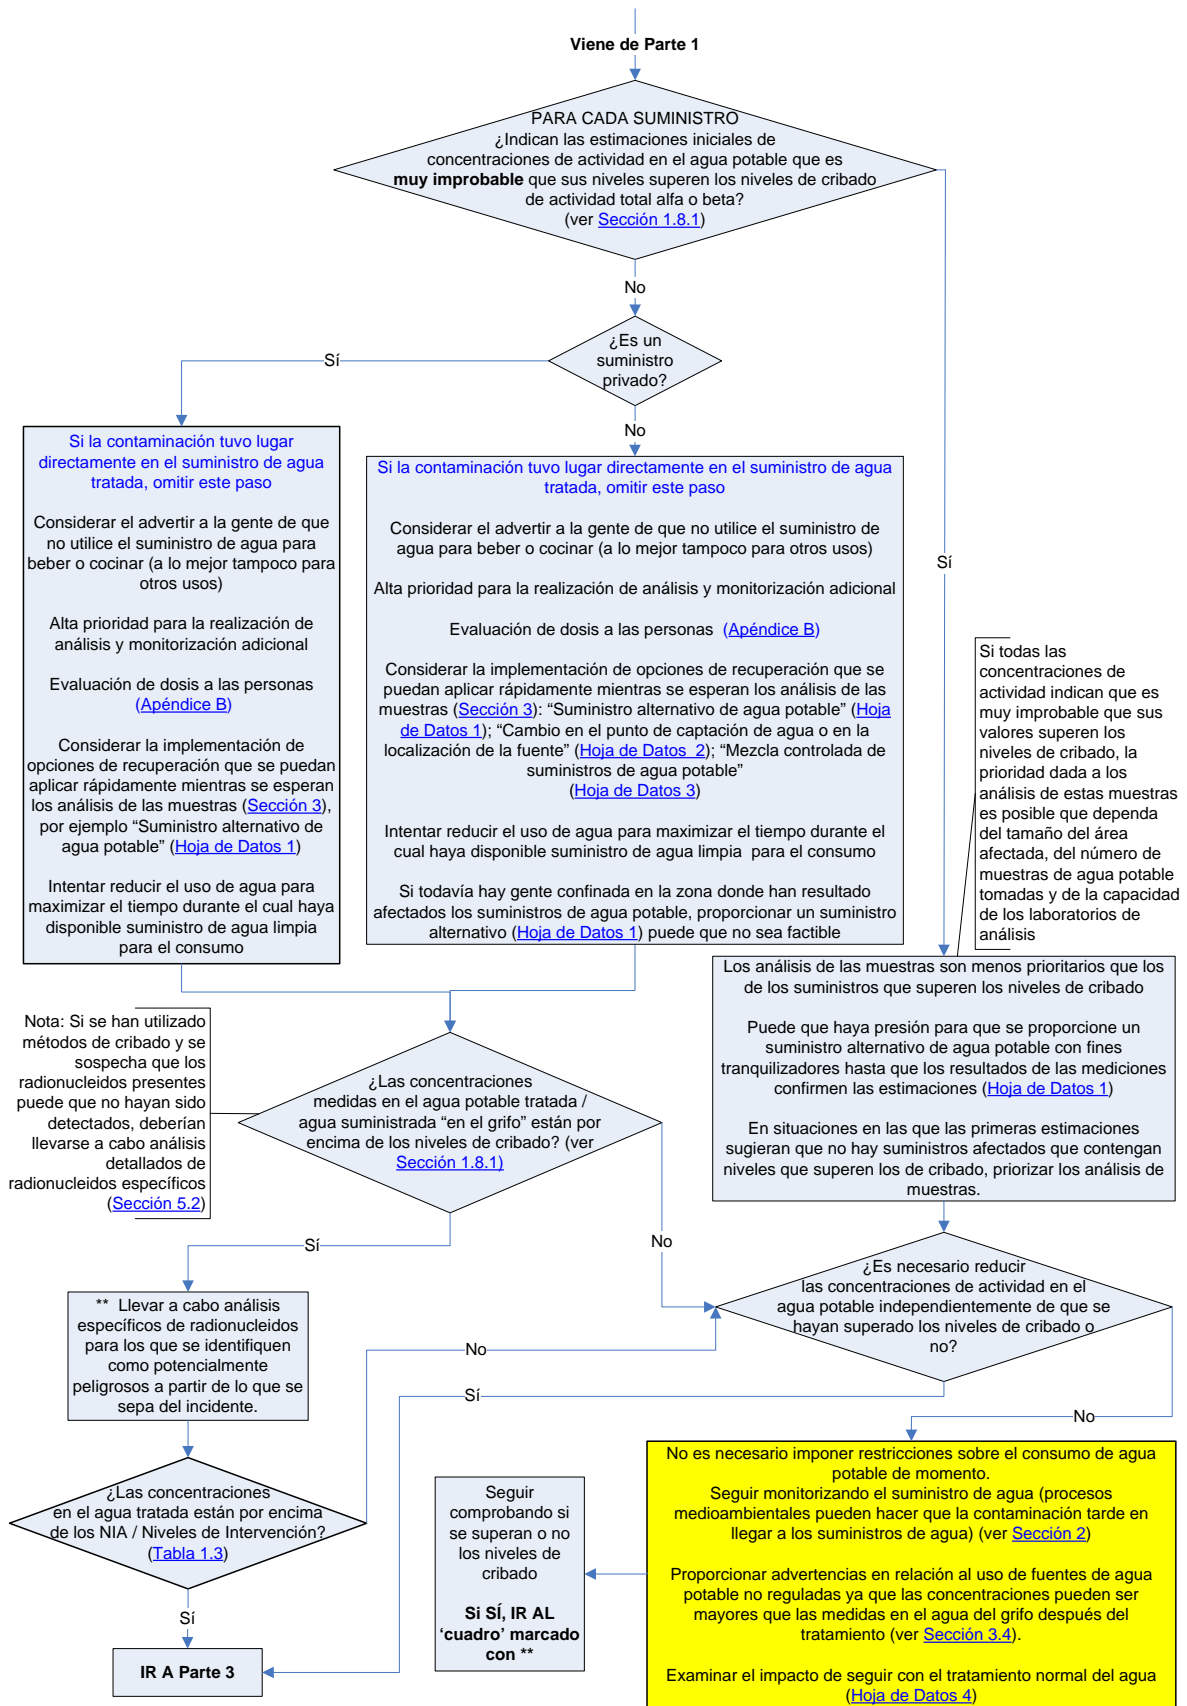 Viene de Parte 1
PARA CADA SUMINISTRO
¿Indican las estimaciones iniciales de
concentraciones de actividad en el agua potable que es
muy improbable que sus niveles superen los niveles de cribado
de actividad total alfa o beta?
(ver Sección 1.8.1)
No
Sí
¿Es un
suministro
privado?
Sí
No
Si la contaminación tuvo lugar
directamente en el suministro de agua
tratada, omitir este paso
Considerar el advertir a la gente de que
no utilice el suministro de agua para
beber o cocinar (a lo mejor tampoco para
otros usos)
Alta prioridad para la realización de
análisis y monitorización adicional
Evaluación de dosis a las personas
(Apéndice B)
Considerar la implementación de
opciones de recuperación que se puedan
aplicar rápidamente mientras se esperan
los análisis de las muestras (Sección 3),
por ejemplo “Suministro alternativo de
agua potable” (Hoja de Datos 1)
Intentar reducir el uso de agua para
maximizar el tiempo durante el cual haya
disponible suministro de agua limpia
para el consumo
Si la contaminación tuvo lugar directamente en el suministro de agua
tratada, omitir este paso
Considerar el advertir a la gente de que no utilice el suministro de
agua para beber o cocinar (a lo mejor tampoco para otros usos)
Alta prioridad para la realización de análisis y monitorización adicional
Evaluación de dosis a las personas (Apéndice B)
Considerar la implementación de opciones de recuperación que se
puedan aplicar rápidamente mientras se esperan los análisis de las
muestras (Sección 3): “Suministro alternativo de agua potable” (Hoja
de Datos 1); “Cambio en el punto de captación de agua o en la
localización de la fuente” (Hoja de Datos 2); “Mezcla controlada de
suministros de agua potable”
(Hoja de Datos 3)
Intentar reducir el uso de agua para maximizar el tiempo durante el
cual haya disponible suministro de agua limpia para el consumo
Si todavía hay gente confinada en la zona donde han resultado
afectados los suministros de agua potable, proporcionar un suministro
alternativo (Hoja de Datos 1) puede que no sea factible
Si todas las
concentraciones de
actividad indican que es
muy improbable que sus
valores superen los
niveles de cribado, la
prioridad dada a los
análisis de estas muestras
es posible que dependa
del tamaño del área
afectada, del número de
muestras de agua potable
tomadas y de la capacidad
de los laboratorios de
análisis
Los análisis de las muestras son menos prioritarios que los
de los suministros que superen los niveles de cribado
Puede que haya presión para que se proporcione un
suministro alternativo de agua potable con fines
tranquilizadores hasta que los resultados de las mediciones
confirmen las estimaciones (Hoja de Datos 1)
En situaciones en las que las primeras estimaciones
sugieran que no hay suministros afectados que contengan
niveles que superen los de cribado, priorizar los análisis de
muestras.
Nota: Si se han utilizado
métodos de cribado y se
sospecha que los
radionucleidos presentes
puede que no hayan sido
detectados, deberían
llevarse a cabo análisis
detallados de
radionucleidos específicos
(Sección 5.2)
¿Las concentraciones
medidas en el agua potable tratada /
agua suministrada “en el grifo” están por
encima de los niveles de cribado? (ver
Sección 1.8.1)
Sí
No
¿Es necesario reducir
las concentraciones de actividad en el
agua potable independientemente de que se
hayan superado los niveles de cribado o
no?
** Llevar a cabo análisis
específicos de radionucleidos
para los que se identifiquen
como potencialmente
peligrosos a partir de lo que se
sepa del incidente.
No
Sí
No
¿Las concentraciones
en el agua tratada están por encima
de los NIA / Niveles de Intervención?
(Tabla 1.3)
Sí
IR A Parte 3
Seguir
comprobando si
se superan o no
los niveles de
cribado
Si SÍ, IR AL
‘cuadro’ marcado
con **
No es necesario imponer restricciones sobre el consumo de agua
potable de momento.
Seguir monitorizando el suministro de agua (procesos
medioambientales pueden hacer que la contaminación tarde en
llegar a los suministros de agua) (ver Sección 2)
Proporcionar advertencias en relación al uso de fuentes de agua
potable no reguladas ya que las concentraciones pueden ser
mayores que las medidas en el agua del grifo después del
tratamiento (ver Sección 3.4).
Examinar el impacto de seguir con el tratamiento normal del agua
(Hoja de Datos 4)